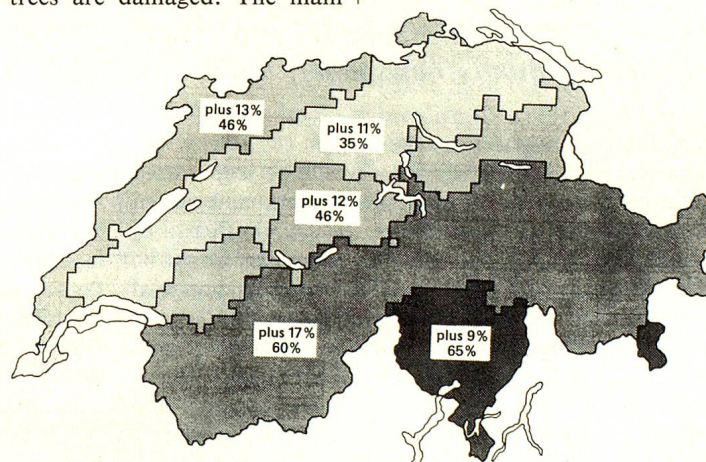 trees are damaged. The main
plus 13%
46%
plus 11%
35%
plus 12%
46%
plus 17%
60%
plus 9%
65%